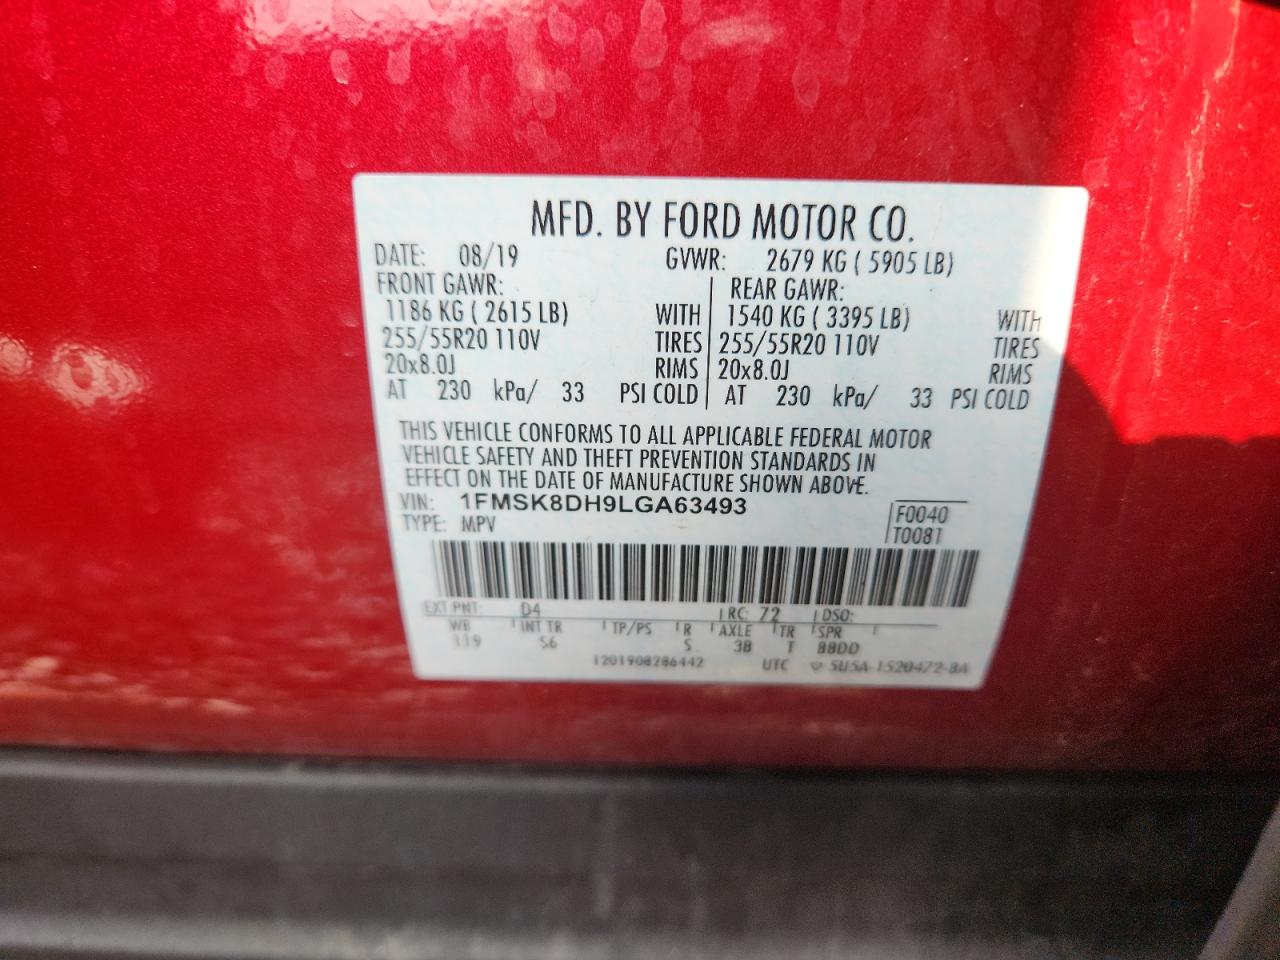 MFD. BY FORD MOTOR CO.
DATE: 08/19 GVWR: 2679 KG ( 5905 LB)
FRONT GAWR: REAR GAWR:
1186 KG ( 2615 LB) WITH 1540 KG ( 3395 LB) WITH
255/55R20 110V TIRES 255/55R20 110V TIRES
20x8.0J RIMS 20x8.0J RIMS
AT 230 kPa/ 33 PSI COLD AT 230 kPa/ 33 PSI COLD
THIS VEHICLE CONFORMS TO ALL APPLICABLE FEDERAL MOTOR
VEHICLE SAFETY AND THEFT PREVENTION STANDARDS IN
EFFECT ON THE DATE OF MANUFACTURE SHOWN ABOVE.
VIN: 1FMSK8DH9LGA63493 F0040
TYPE: MPV T0081
EXT PNT: D4 RC: 72 DSO:
WB INT TR TP/PS R AXLE TR SPR
119 S6 S 3B T BBDD
1201908286442 UTC 5U5A-1520472-BA